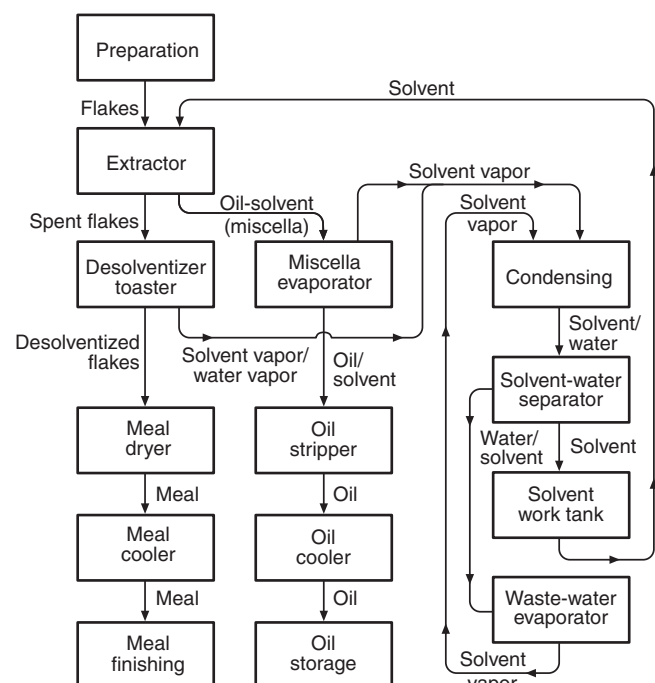 Preparation
Solvent
Flakes
Extractor
Solvent vapor
Oil-solvent
(miscella)
Solvent
vapor
Spent flakes
Desolventizer
toaster
Miscella
evaporator
Condensing
Desolventized
flakes
Solvent vapor/
water vapor
Oil/
solvent
Solvent/
water
Solvent-water
separator
Meal
dryer
Oil
stripper
Water/
solvent
Solvent
Meal
Oil
Solvent
work tank
Meal
cooler
Oil
cooler
Meal
Oil
Waste-water
evaporator
Meal
finishing
Oil
storage
Solvent
vapor